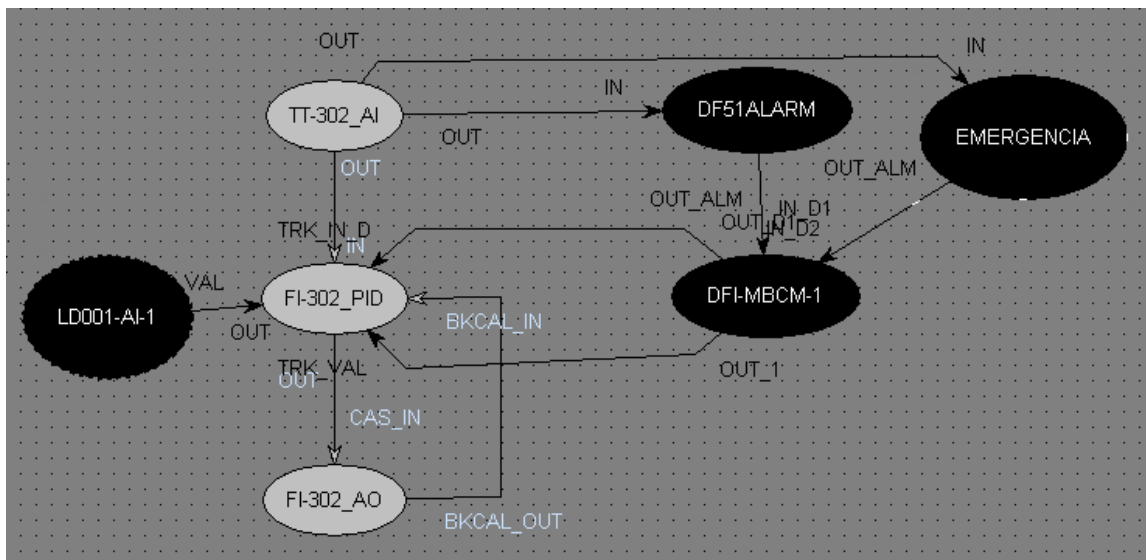 OUT
IN
IN
TT-302_AI
DF51ALARM
OUT
EMERGENCIA
OUT
OUT_ALM
OUT_ALM
IN_D1
OUT_D1
IN_D2
TRK_IN_D
IN
VAL
FI-302_PID
DFI-MBCM-1
LD001-AI-1
OUT
BKCAL_IN
TRK_VAL
OUT
OUT_1
CAS_IN
FI-302_AO
BKCAL_OUT